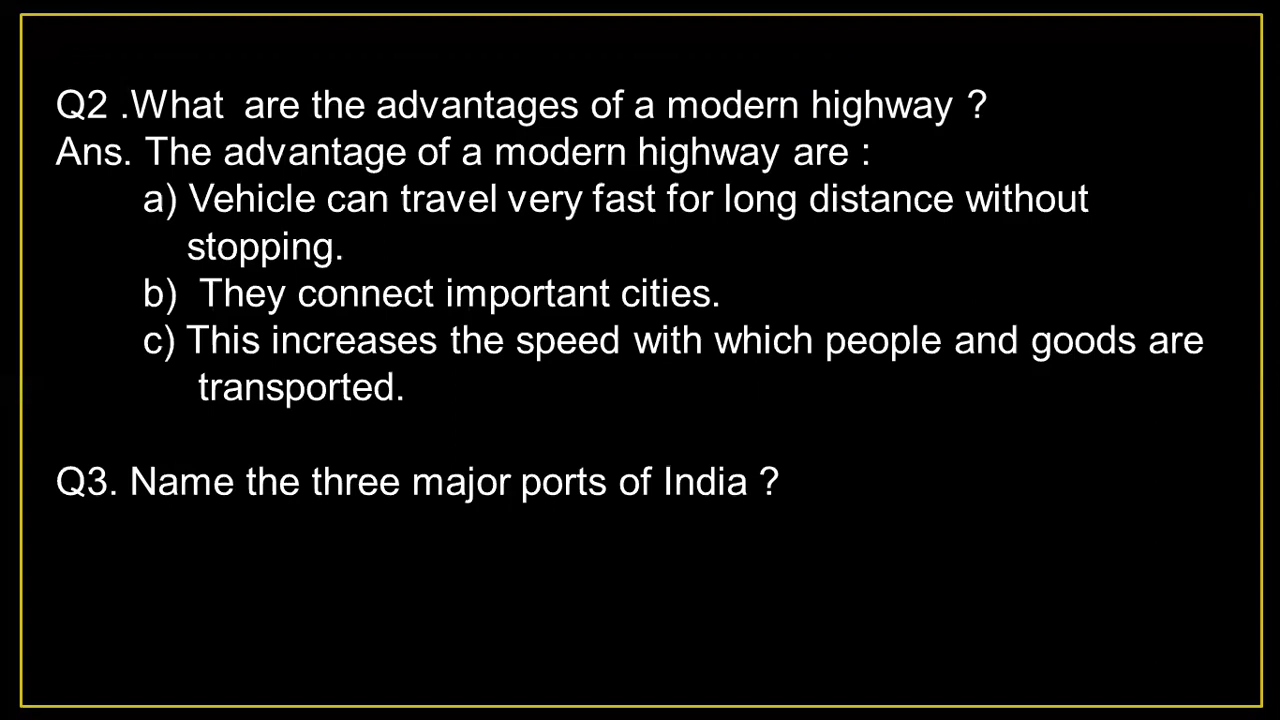 Q2 .What  are the advantages of a modern highway ?
Ans. The advantage of a modern highway are :
a) Vehicle can travel very fast for long distance without
stopping.
b)  They connect important cities.
c) This increases the speed with which people and goods are
transported.
Q3. Name the three major ports of India ?